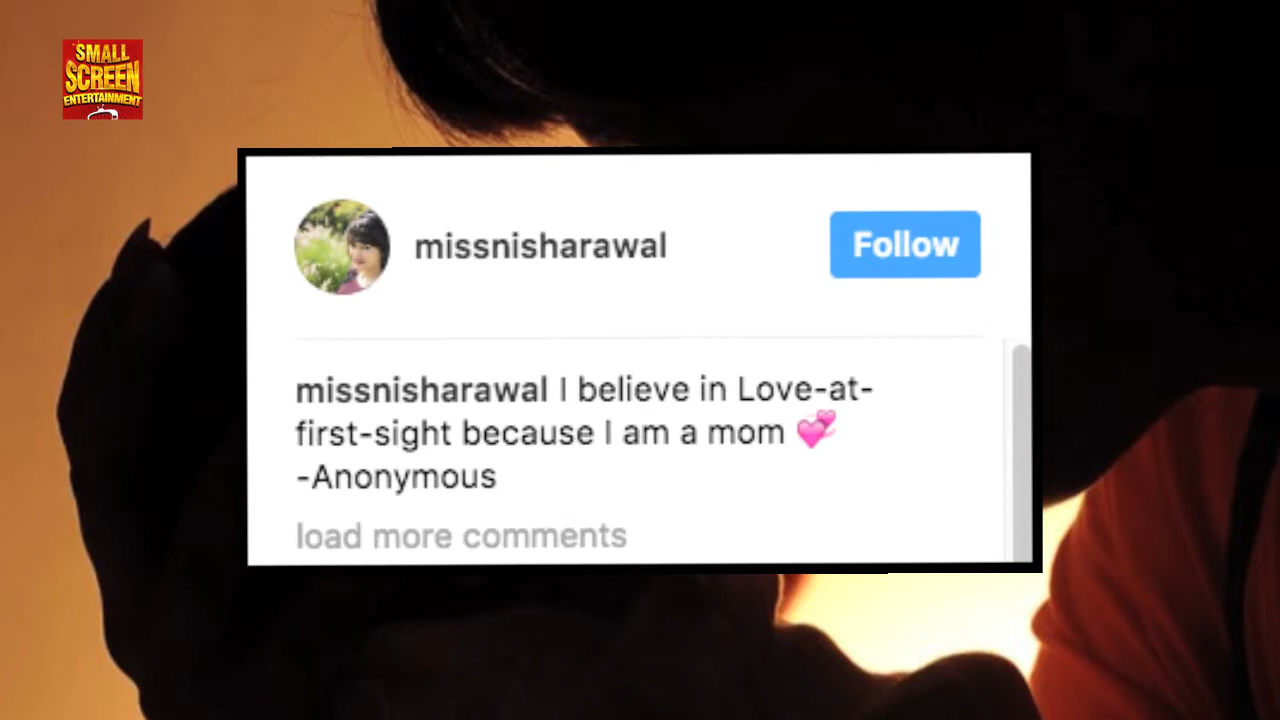 SMALL
SCREEN
ENTERTAINMENT
missnisharawal
Follow
missnisharawal I believe in Love-at-
first-sight because I am a mom 💞
-Anonymous
load more comments